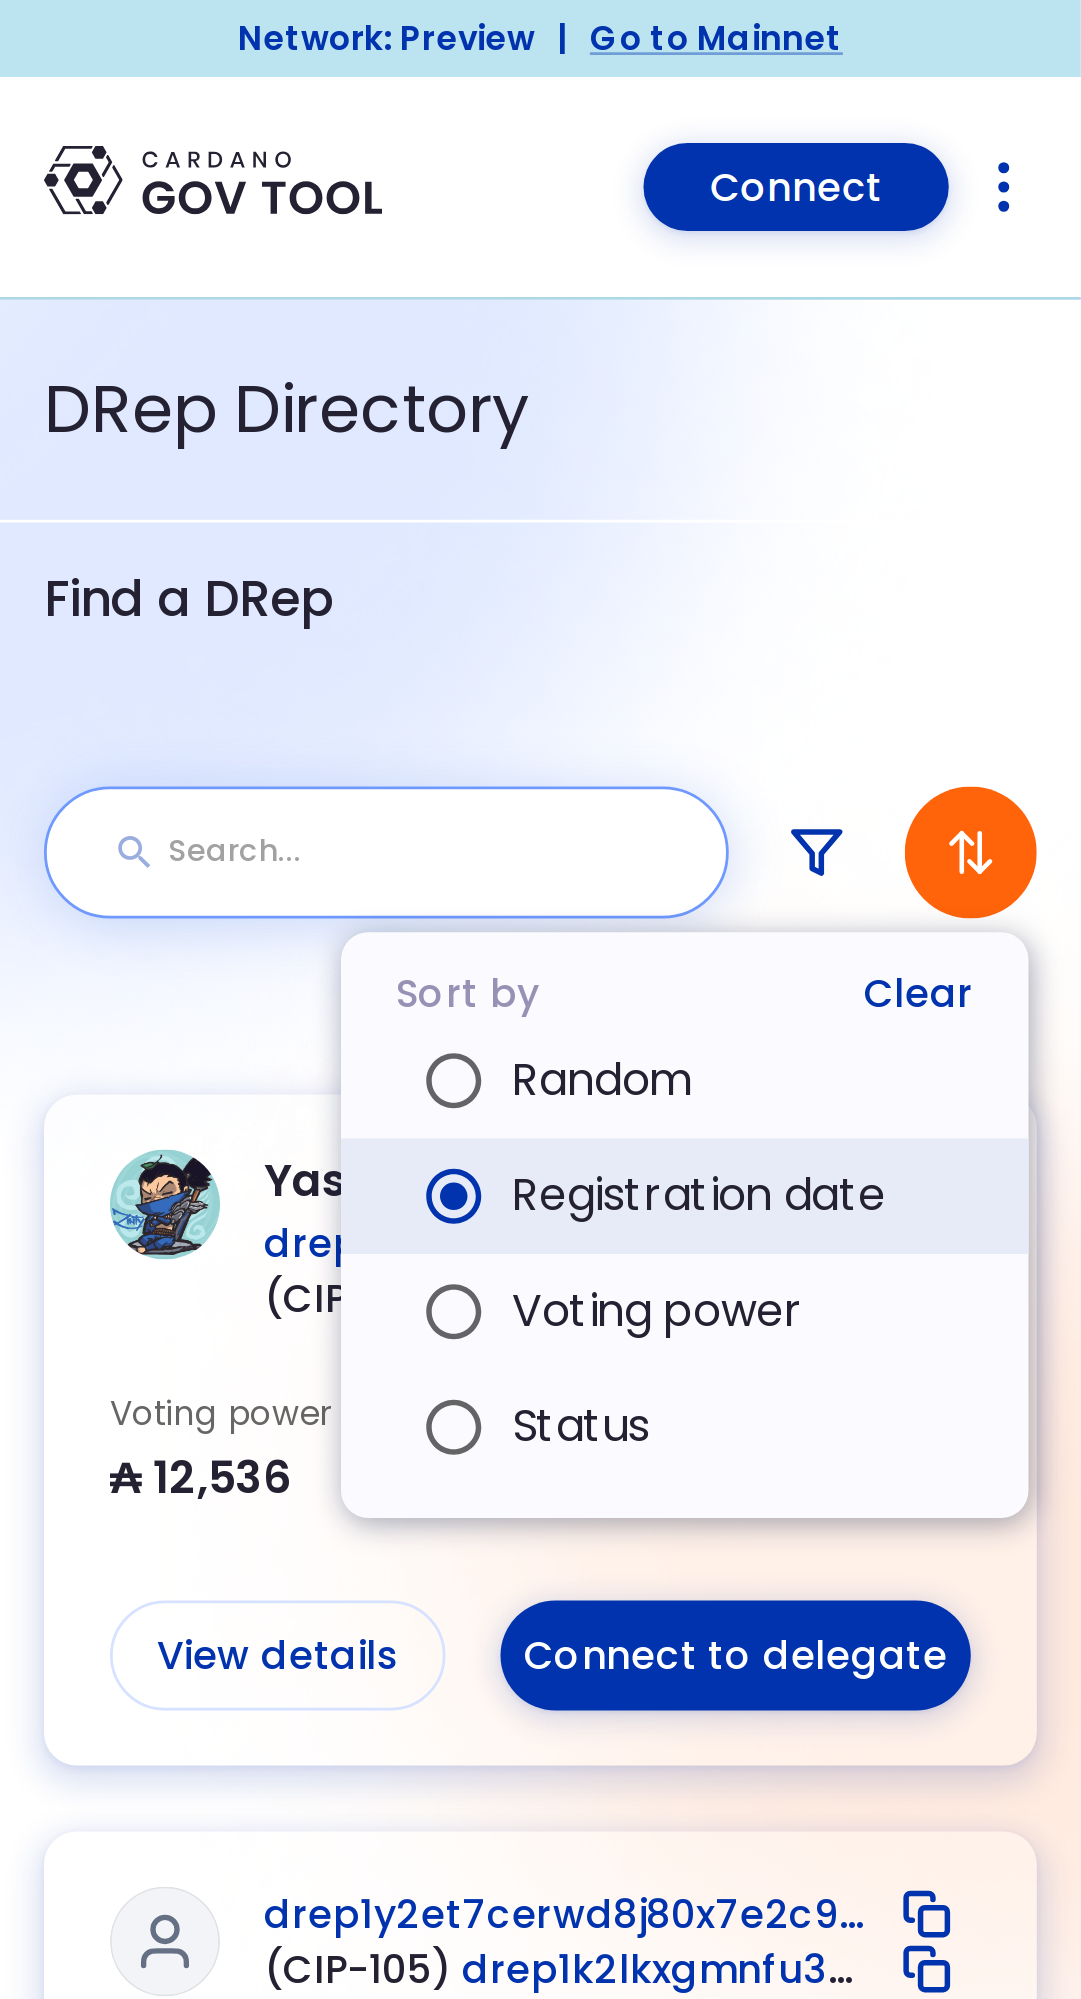 Network: Preview | Go to Mainnet
CARDANO
GOV TOOL
Connect
DRep Directory
Find a DRep
Search...
Sort by Clear
Random
Registration date
Voting power
Status
Yas
drep
(CIP
Voting power
₳ 12,536
View details
Connect to delegate
drep1y2et7cerwd8j80x7e2c9...
(CIP-105) drep1k2lkxgmnfu3...